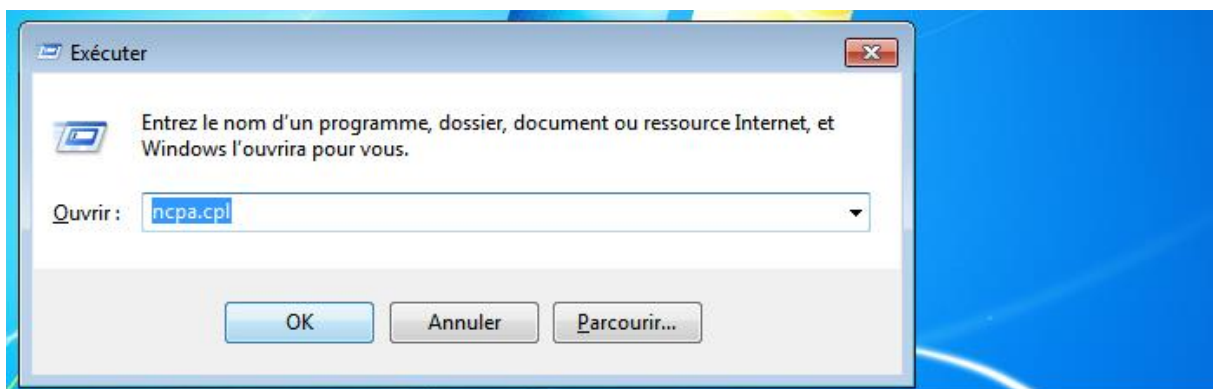 Exécuter
Entrez le nom d'un programme, dossier, document ou ressource Internet, et
Windows l'ouvrira pour vous.
Ouvrir : ncpa.cpl
OK Annuler Parcourir...